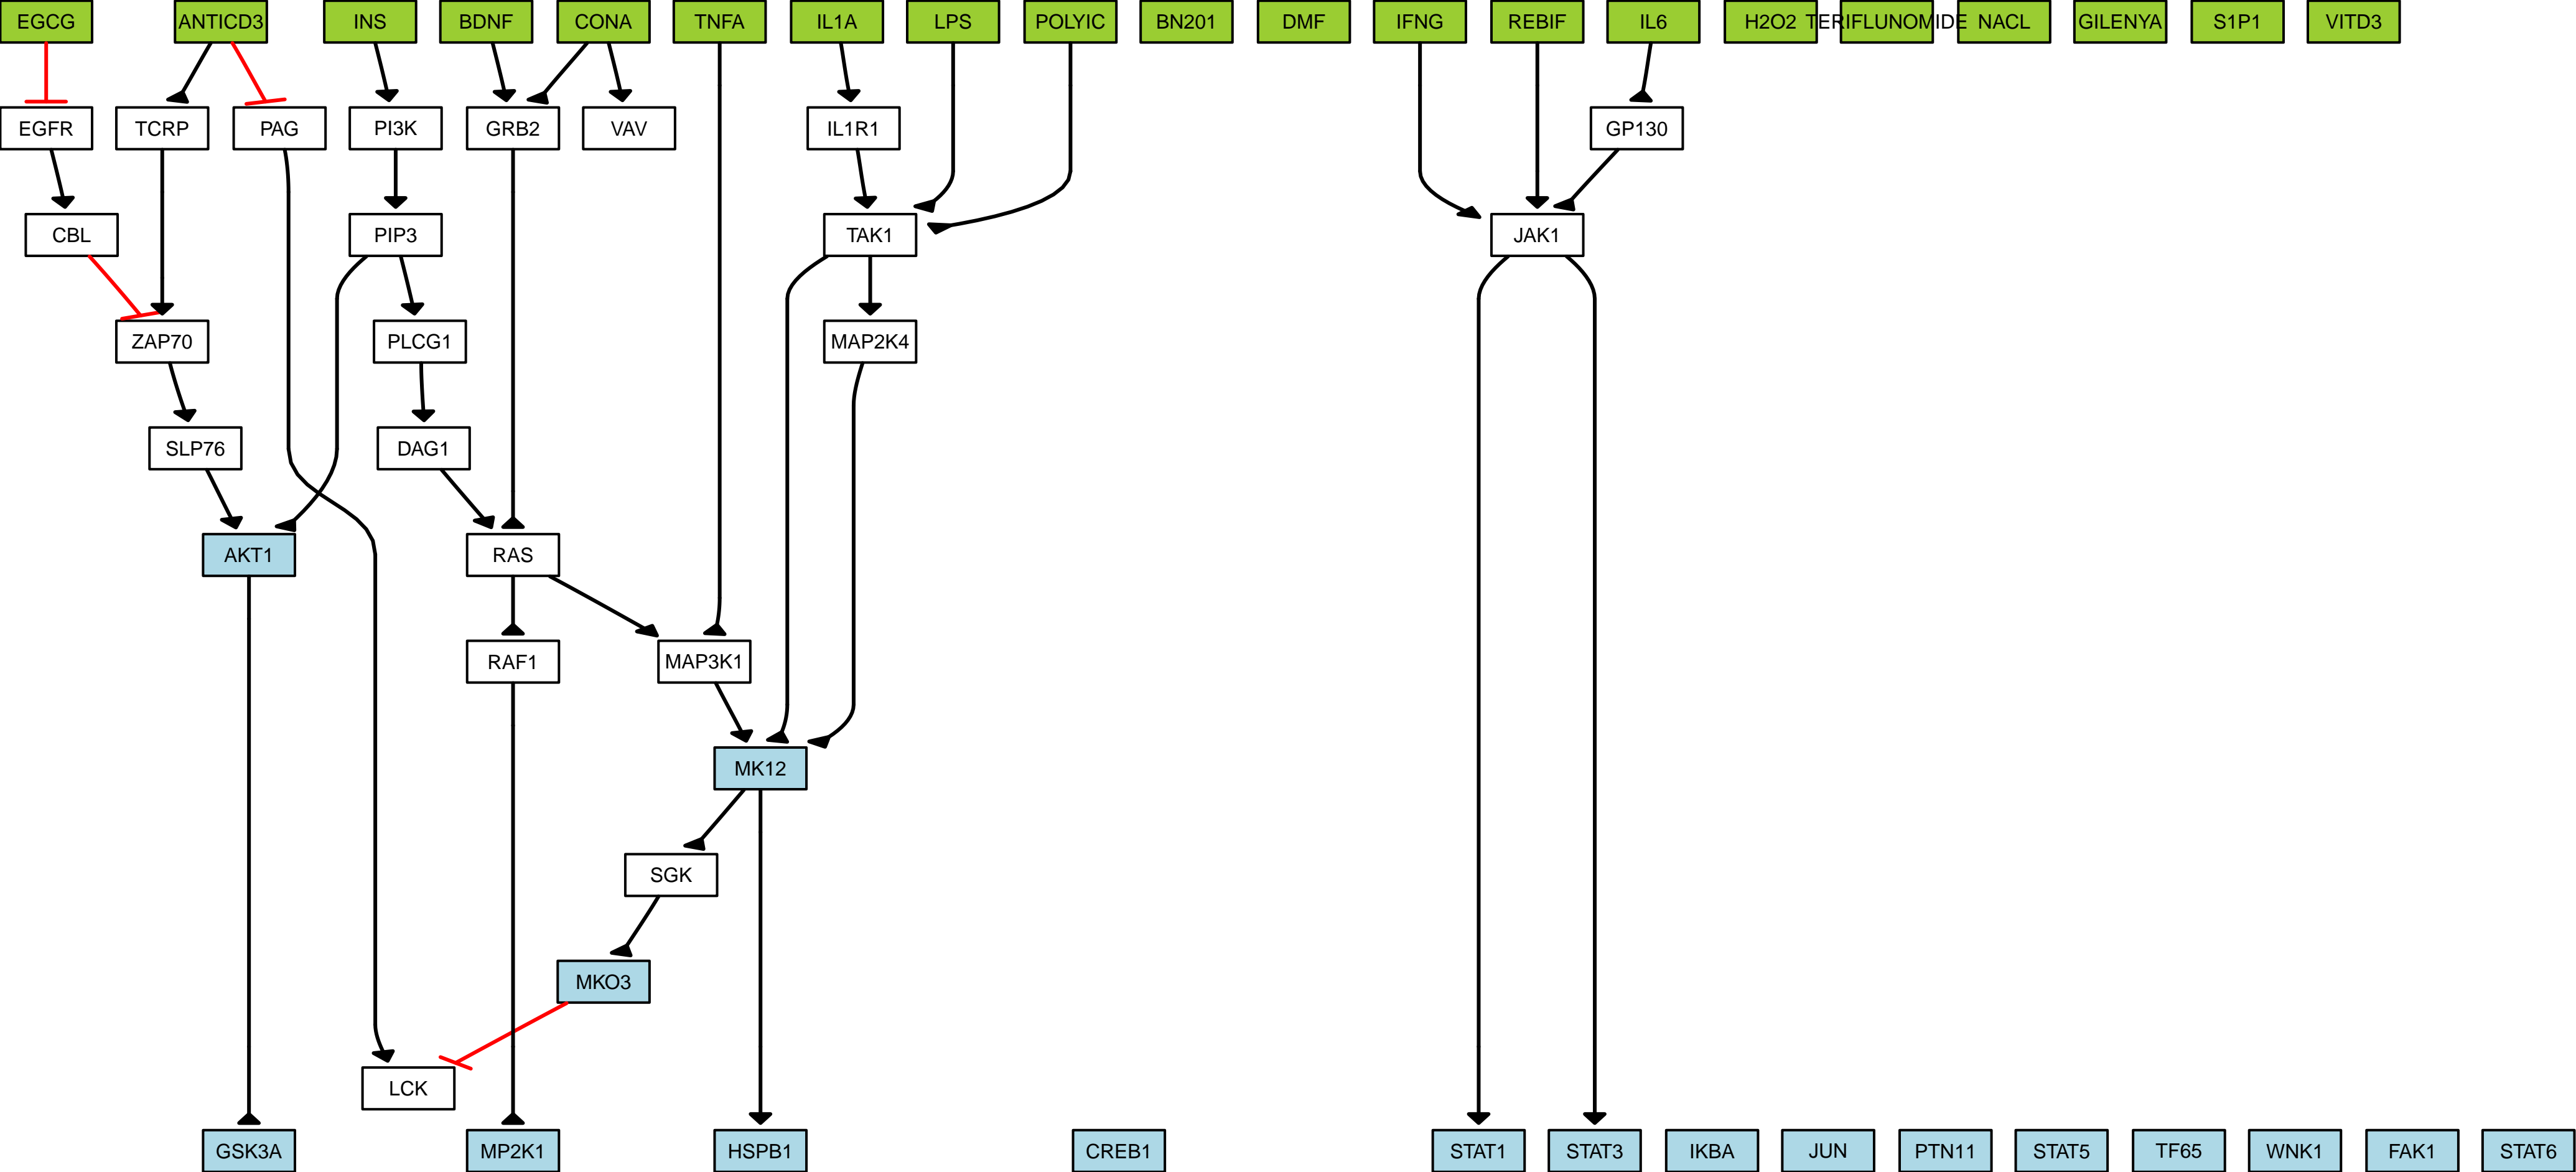 EGCG
ANTICD3
INS
BDNF
CONA
TNFA
IL1A
LPS
POLYIC
BN201
DMF
IFNG
REBIF
IL6
H2O2
TERIFLUNOMIDE
NACL
GILENYA
S1P1
VITD3
EGFR
TCRP
PAG
PI3K
GRB2
VAV
IL1R1
GP130
CBL
PIP3
TAK1
JAK1
ZAP70
PLCG1
MAP2K4
SLP76
DAG1
AKT1
RAS
RAF1
MAP3K1
MK12
SGK
MKO3
LCK
GSK3A
MP2K1
HSPB1
CREB1
STAT1
STAT3
IKBA
JUN
PTN11
STAT5
TF65
WNK1
FAK1
STAT6